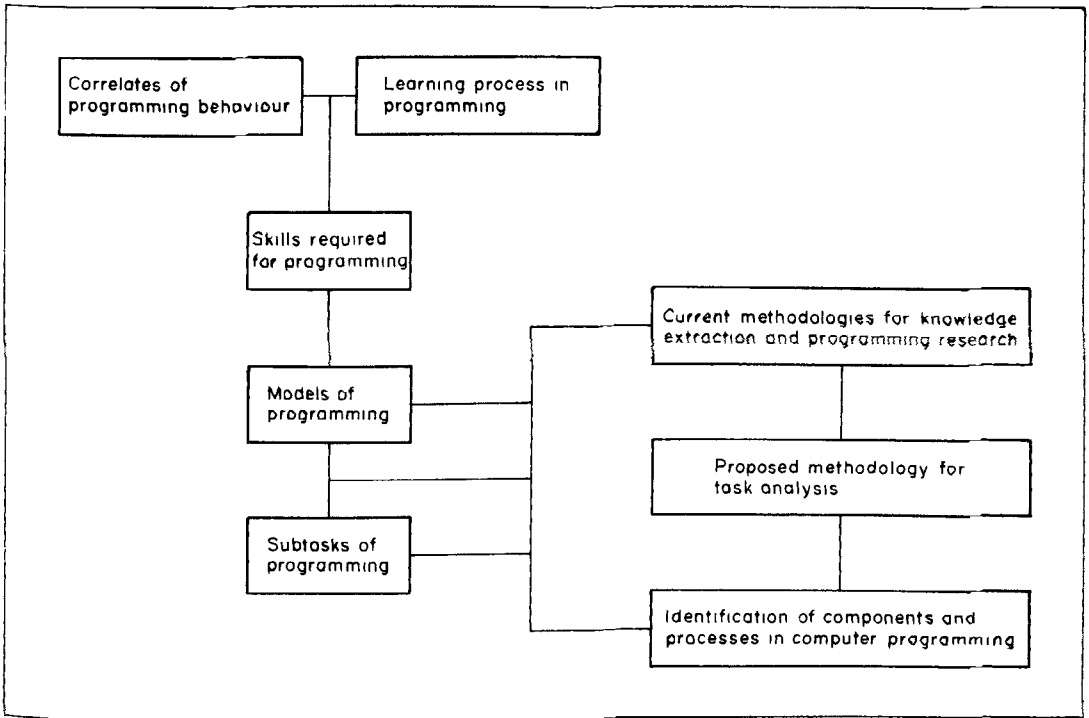 Correlates of
programming behaviour
Learning process in
programming
Skills required
for programming
Current methodologies for knowledge
extraction and programming research
Models of
programming
Proposed methodology for
task analysis
Subtasks of
programming
Identification of components and
processes in computer programming